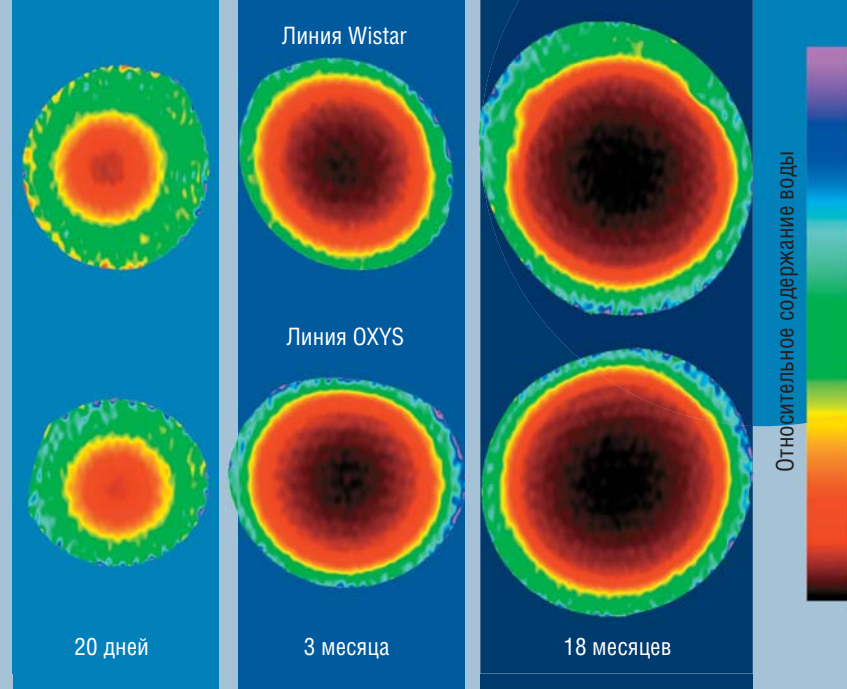 Линия Wistar
Линия OXYS
20 дней
3 месяца
18 месяцев
Относительное содержание воды